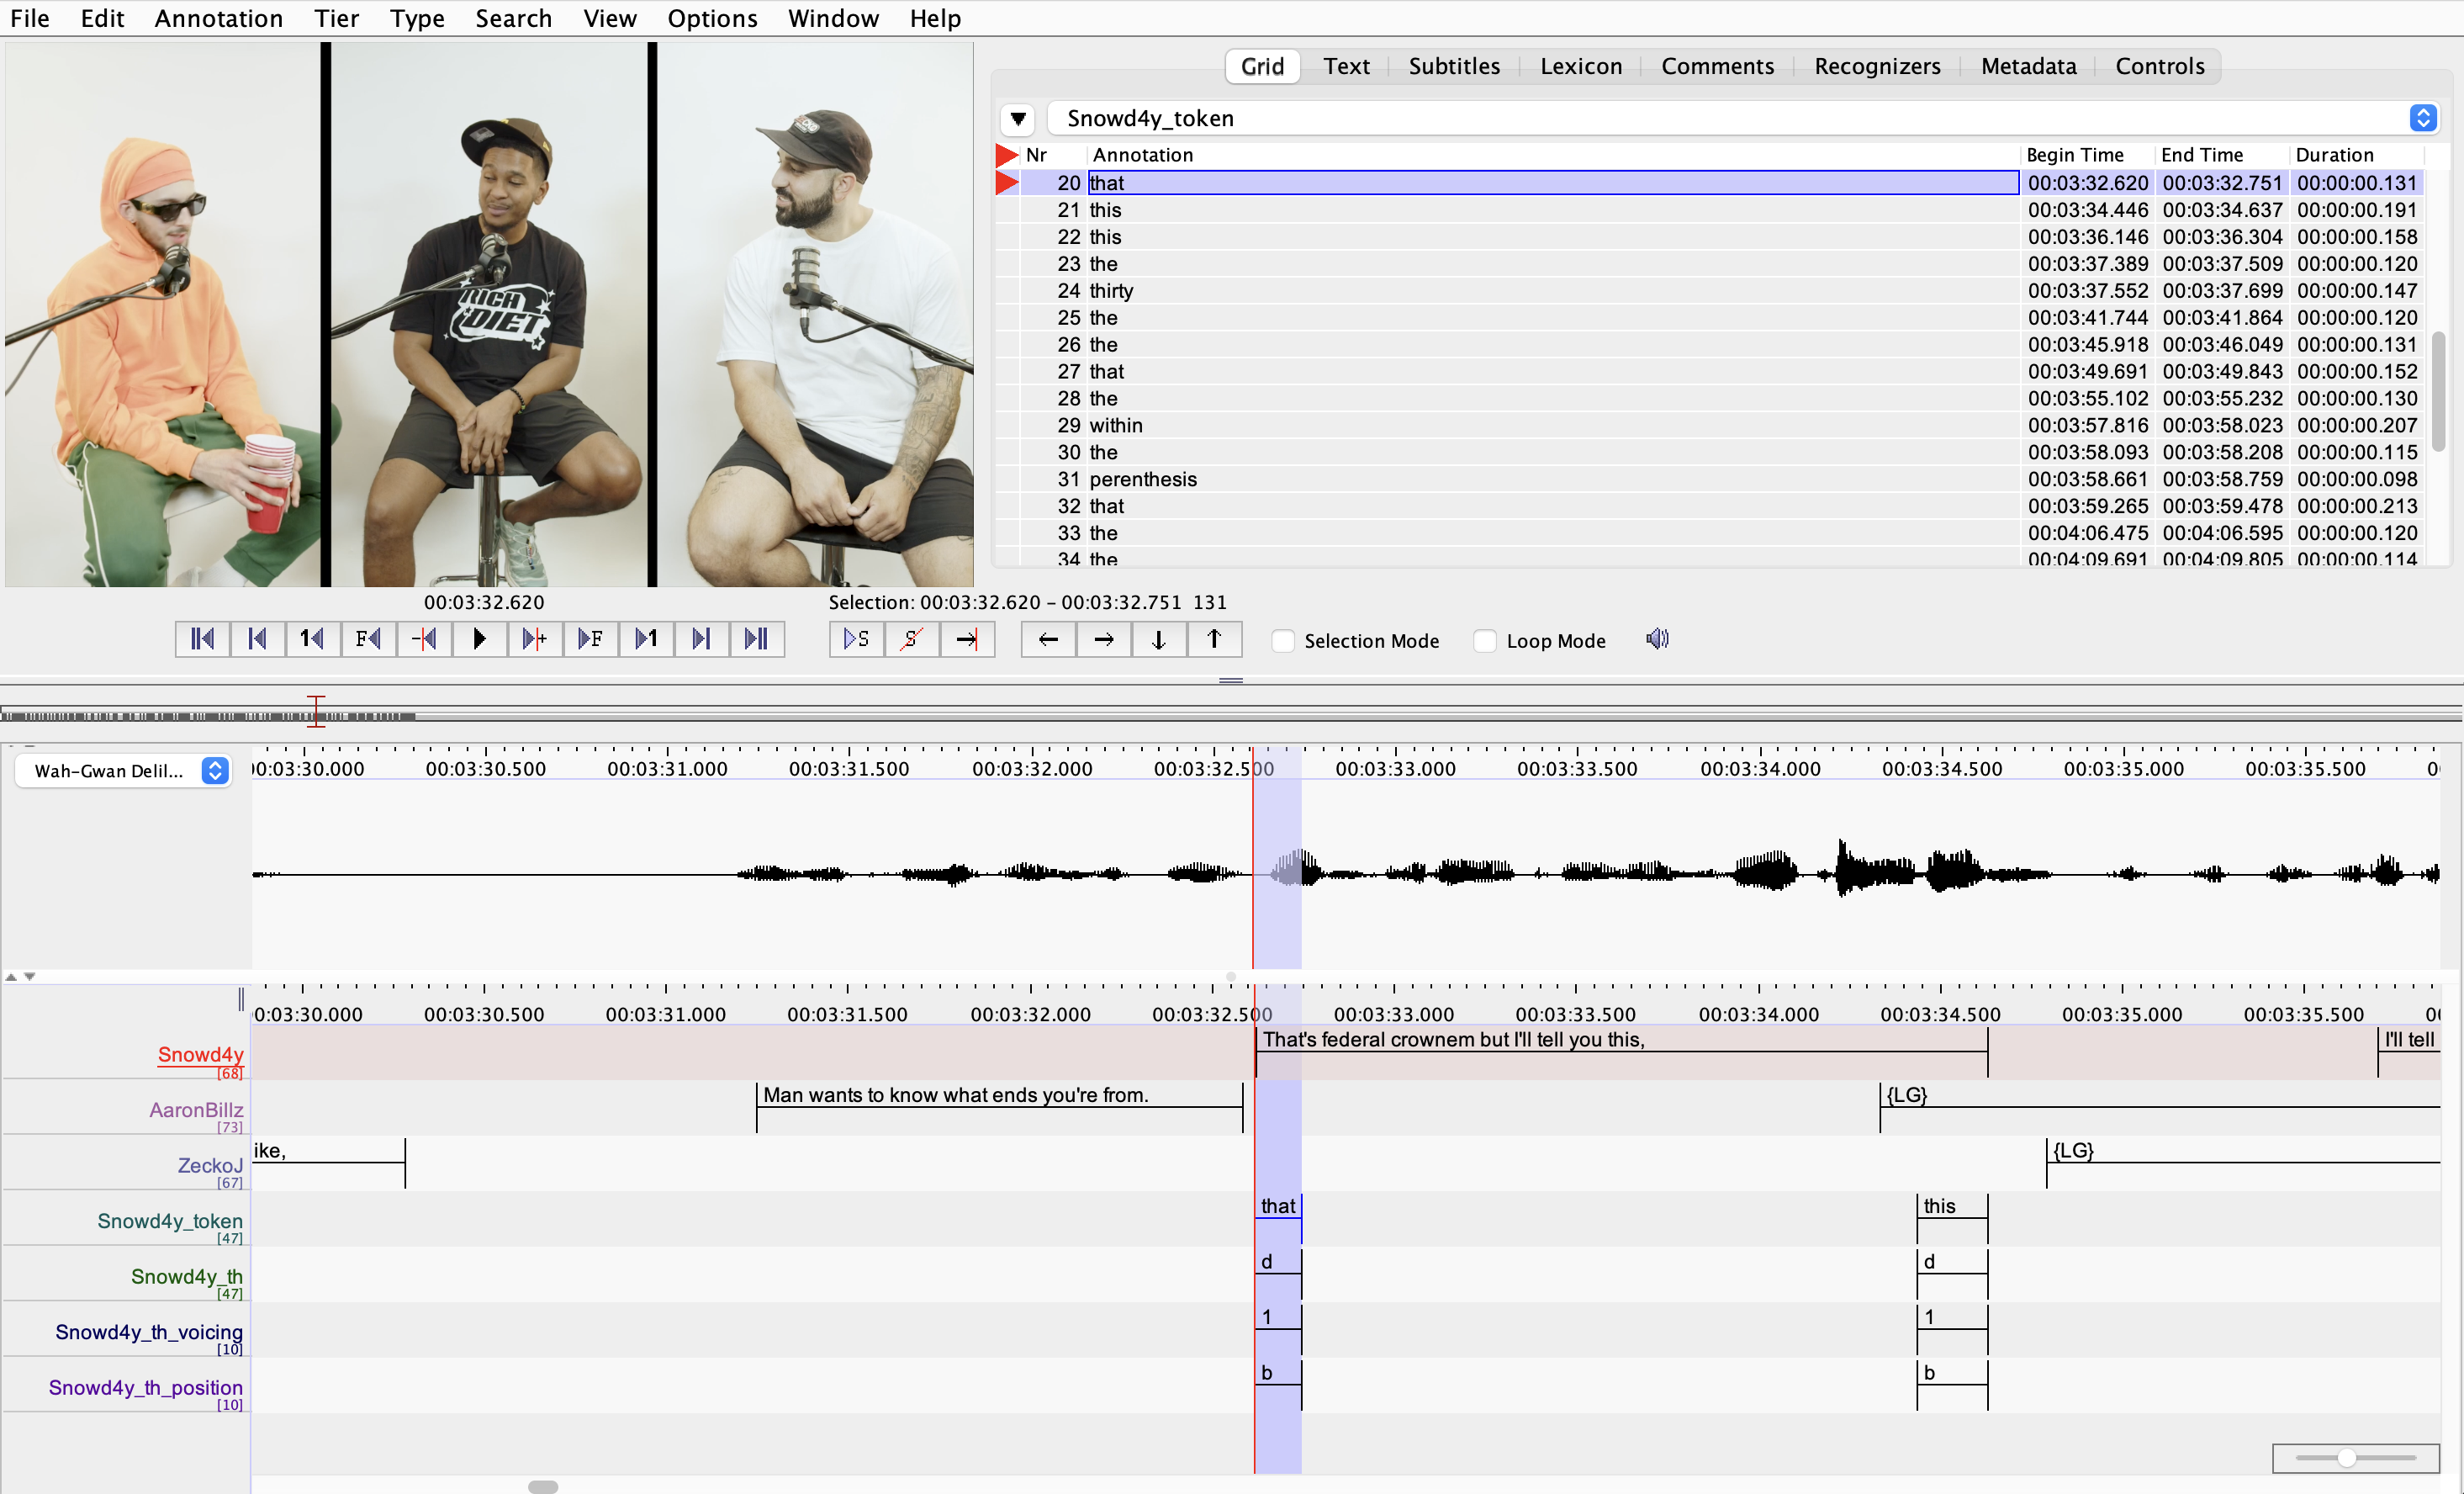 File Edit Annotation Tier Type Search View Options Window Help
RICH
DIET
Grid Text Subtitles Lexicon Comments Recognizers Metadata Controls
Snowd4y_token
Nr Annotation Begin Time End Time Duration
20 that 00:03:32.620 00:03:32.751 00:00:00.131
21 this 00:03:34.446 00:03:34.637 00:00:00.191
22 this 00:03:36.146 00:03:36.304 00:00:00.158
23 the 00:03:37.389 00:03:37.509 00:00:00.120
24 thirty 00:03:37.552 00:03:37.699 00:00:00.147
25 the 00:03:41.744 00:03:41.864 00:00:00.120
26 the 00:03:45.918 00:03:46.049 00:00:00.131
27 that 00:03:49.691 00:03:49.843 00:00:00.152
28 the 00:03:55.102 00:03:55.232 00:00:00.130
29 within 00:03:57.816 00:03:58.023 00:00:00.207
30 the 00:03:58.093 00:03:58.208 00:00:00.115
31 perenthesis 00:03:58.661 00:03:58.759 00:00:00.098
32 that 00:03:59.265 00:03:59.478 00:00:00.213
33 the 00:04:06.475 00:04:06.595 00:00:00.120
34 the 00:04:09.691 00:04:09.805 00:00:00.114
00:03:32.620 Selection: 00:03:32.620 - 00:03:32.751 131
1 F + F 1 S S Selection Mode Loop Mode
Wah-Gwan Delil... 00:03:30.000 00:03:30.500 00:03:31.000 00:03:31.500 00:03:32.000 00:03:32.500 00:03:33.000 00:03:33.500 00:03:34.000 00:03:34.500 00:03:35.000 00:03:35.500
0:03:30.000 00:03:30.500 00:03:31.000 00:03:31.500 00:03:32.000 00:03:32.500 00:03:33.000 00:03:33.500 00:03:34.000 00:03:34.500 00:03:35.000 00:03:35.500
Snowd4y That's federal crownem but I'll tell you this, I'll tell
[68]
AaronBillz Man wants to know what ends you're from. {LG}
[73]
ZeckoJ ike, {LG}
[67]
Snowd4y_token that this
[47]
Snowd4y_th d d
[47]
Snowd4y_th_voicing 1 1
[10]
Snowd4y_th_position b b
[10]